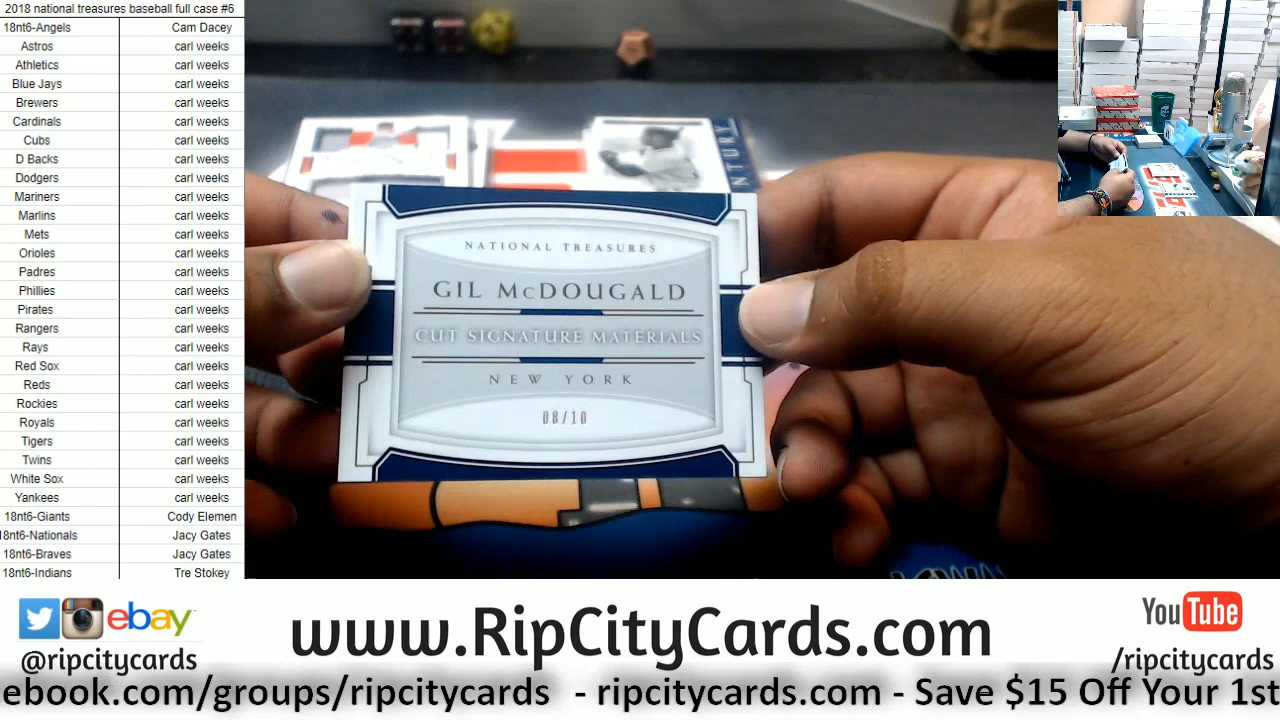 2018 national treasures baseball full case #6
18nt6-Angels Cam Dacey
Astros carl weeks
Athletics carl weeks
Blue Jays carl weeks
Brewers carl weeks
Cardinals carl weeks
Cubs carl weeks
D Backs carl weeks
Dodgers carl weeks
Mariners carl weeks
Marlins carl weeks
Mets carl weeks
Orioles carl weeks
Padres carl weeks
Phillies carl weeks
Pirates carl weeks
Rangers carl weeks
Rays carl weeks
Red Sox carl weeks
Reds carl weeks
Rockies carl weeks
Royals carl weeks
Tigers carl weeks
Twins carl weeks
White Sox carl weeks
Yankees carl weeks
18nt6-Giants Cody Elemen
18nt6-Nationals Jacy Gates
18nt6-Braves Jacy Gates
18nt6-Indians Tre Stokey
NTURY
NATIONAL TREASURES
GIL McDOUGALD
CUT SIGNATURE MATERIALS
NEW YORK
08/10
ebay
@ripcitycards
www.RipCityCards.com
YouTube
/ripcitycards
ebook.com/groups/ripcitycards - ripcitycards.com - Save $15 Off Your 1st